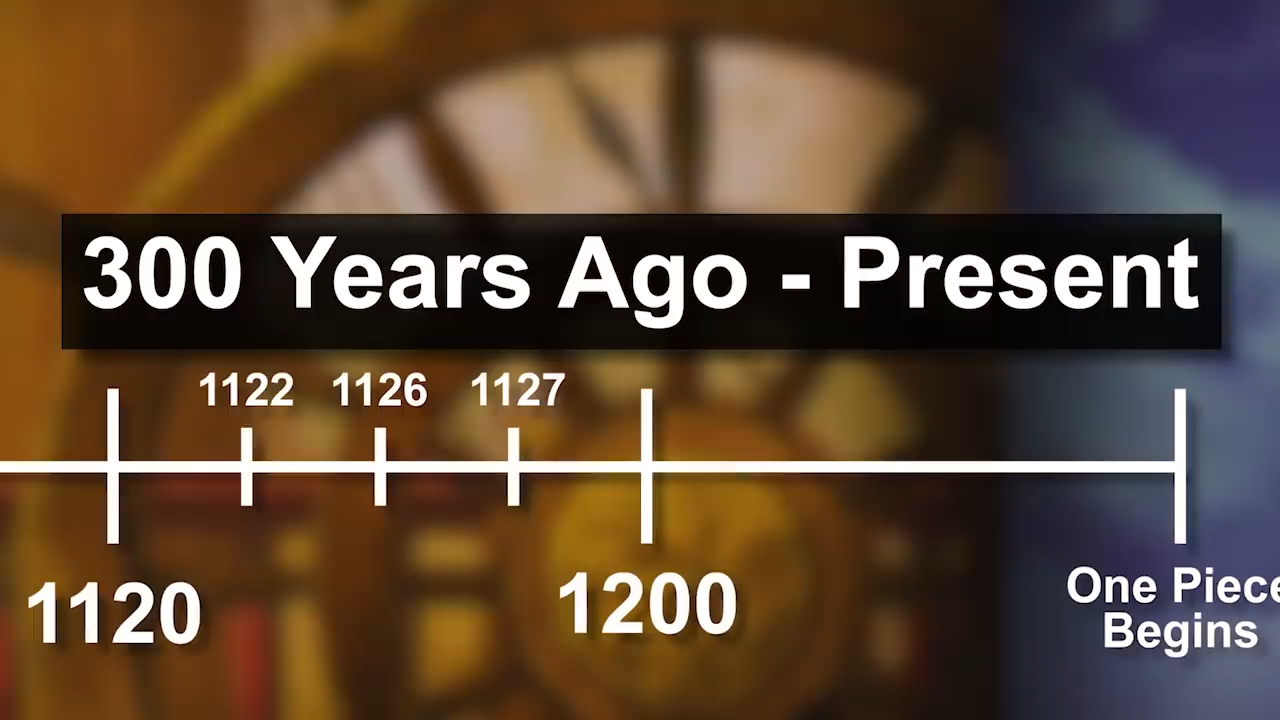 300 Years Ago - Present
1122 1126 1127
1120 1200
One Piece
Begins